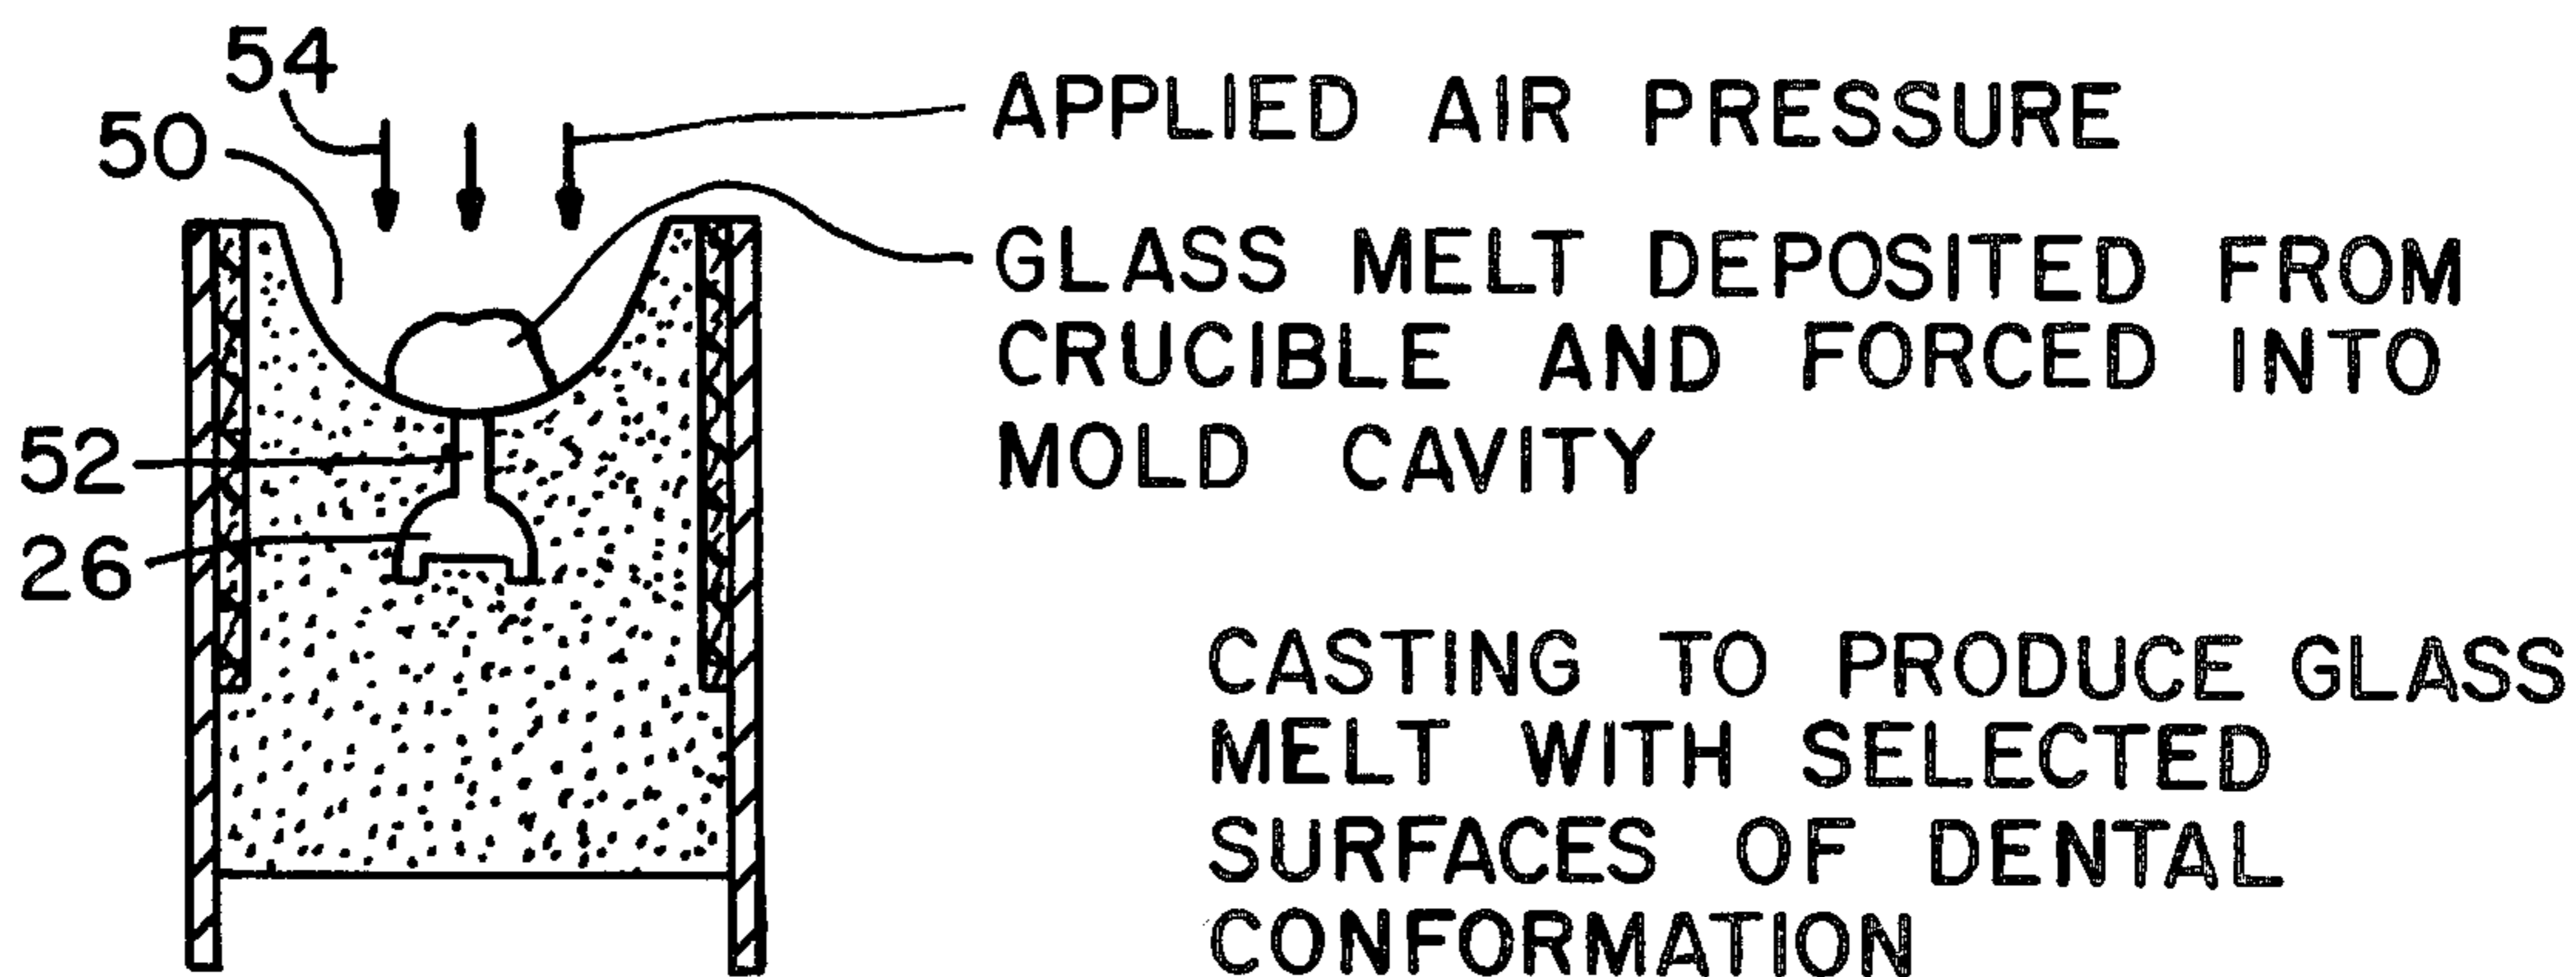 54
50
APPLIED AIR PRESSURE
GLASS MELT DEPOSITED FROM
CRUCIBLE AND FORCED INTO
MOLD CAVITY
52
26
CASTING TO PRODUCE GLASS
MELT WITH SELECTED
SURFACES OF DENTAL
CONFORMATION